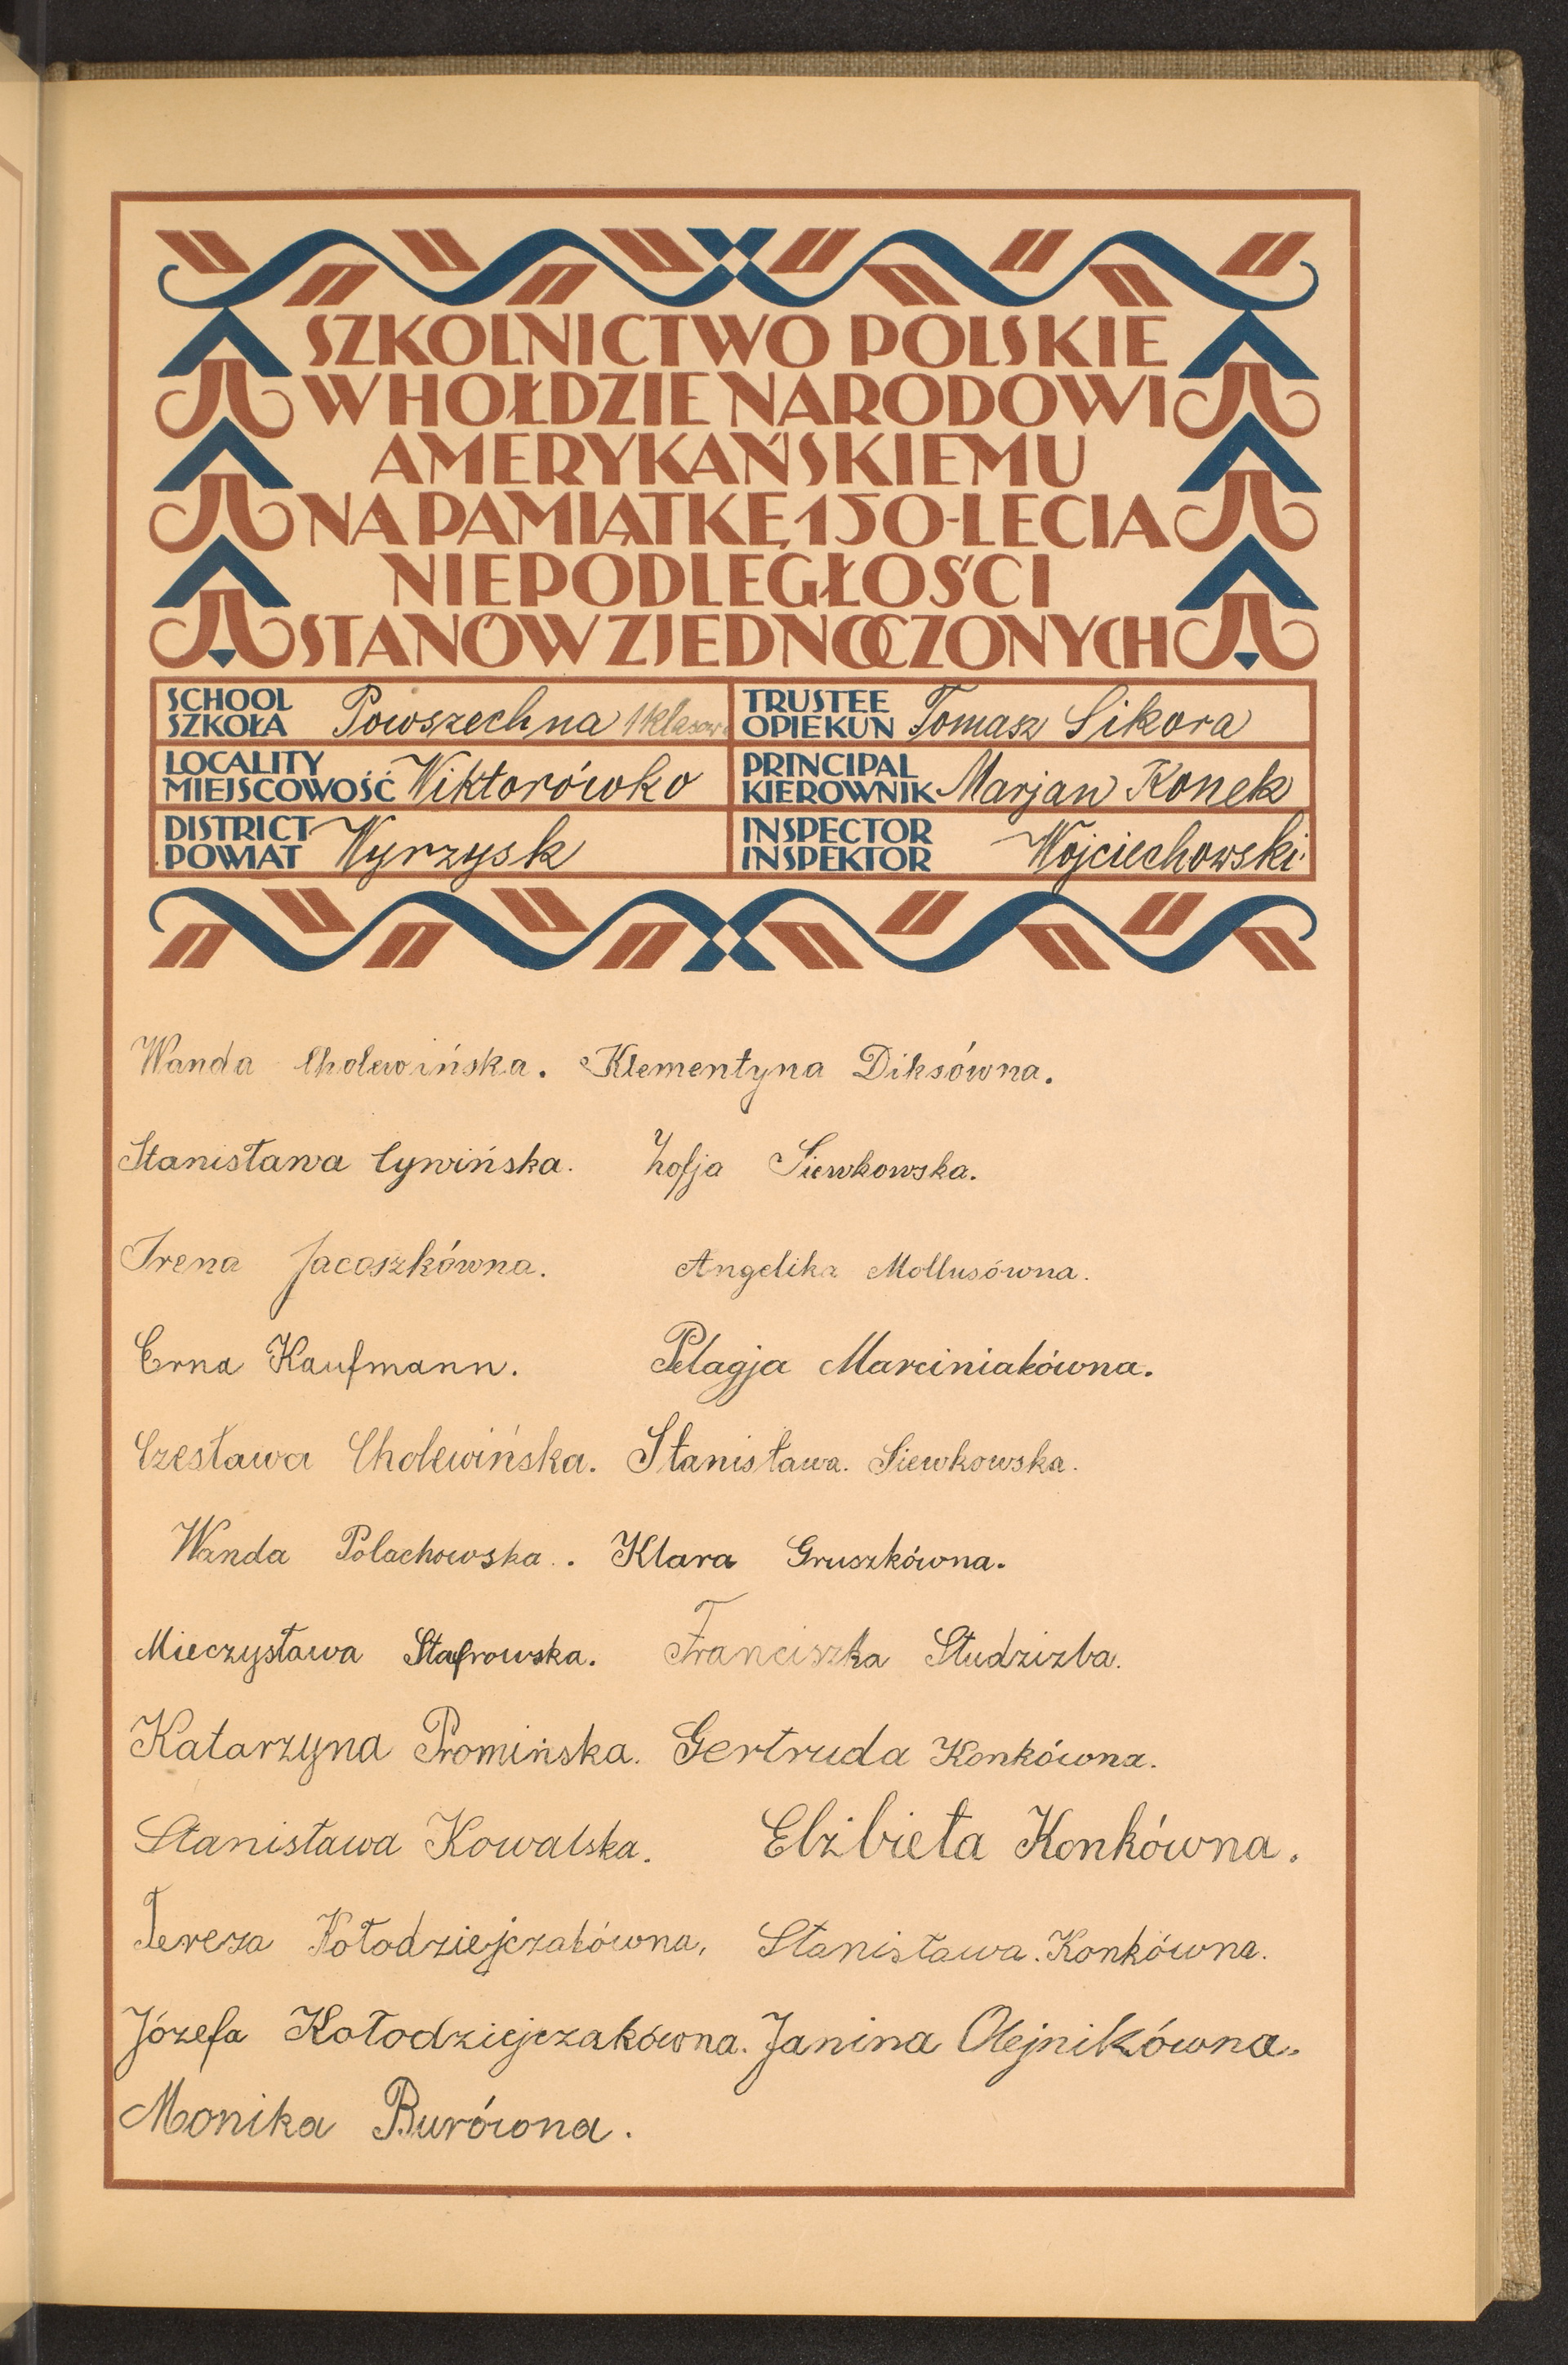 SZKOLNICTWO POLSKIE
W HOŁDZIE NARODOWI
AMERYKAŃSKIEMU
NA PAMIĄTKĘ 150-LECIA
NIEPODLEGŁOŚCI
STANÓW ZJEDNOCZONYCH
SCHOOL SZKOŁA Powszechna 1 klasow
TRUSTEE OPIEKUN Tomasz Sikora
LOCALITY MIEJSCOWOŚĆ Wiktorówko
PRINCIPAL KIEROWNIK Marjan Konek
DISTRICT POWIAT Wyrzysk
INSPECTOR INSPEKTOR Wojciechowski
Wanda Cholewińska. Klementyna Diksówna.
Stanisława Cywińska. Zofja Siewkowska.
Irena Jacaszkówna. Angelika Mollusówna.
Erna Kaufmann. Pelagja Marciniakówna.
Czesława Cholewińska. Stanisława. Siewkowska.
Wanda Polachowska. . Klara Gruszkówna.
Mieczysława Stafrowska. Franciszka Studzizba.
Katarzyna Promińska. Gertruda Konkówna.
Stanisława Kowalska. Elżbieta Konkówna.
Tereza Kołodziejczakówna, Stanisława. Konkówna.
Józefa Kołodziejczakówna. Janina Olejnikówna.
Monika Burówna.